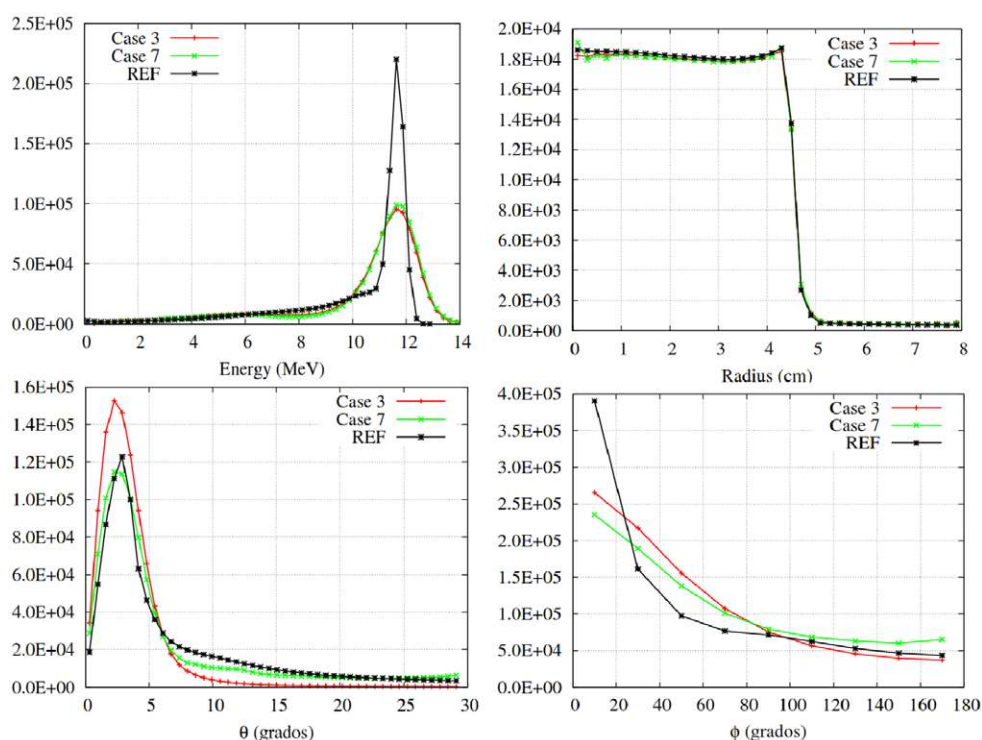 2.5E+05
2.0E+05
1.5E+05
1.0E+05
5.0E+04
0.0E+00
Case 3
Case 7
REF
0 2 4 6 8 10 12 14
Energy (MeV)
2.0E+04
1.8E+04
1.6E+04
1.4E+04
1.2E+04
1.0E+04
8.0E+03
6.0E+03
4.0E+03
2.0E+03
0.0E+00
Case 3
Case 7
REF
0 1 2 3 4 5 6 7 8
Radius (cm)
1.6E+05
1.4E+05
1.2E+05
1.0E+05
8.0E+04
6.0E+04
4.0E+04
2.0E+04
0.0E+00
Case 3
Case 7
REF
0 5 10 15 20 25 30
θ (grados)
4.0E+05
3.5E+05
3.0E+05
2.5E+05
2.0E+05
1.5E+05
1.0E+05
5.0E+04
0.0E+00
Case 3
Case 7
REF
0 20 40 60 80 100 120 140 160 180
ϕ (grados)